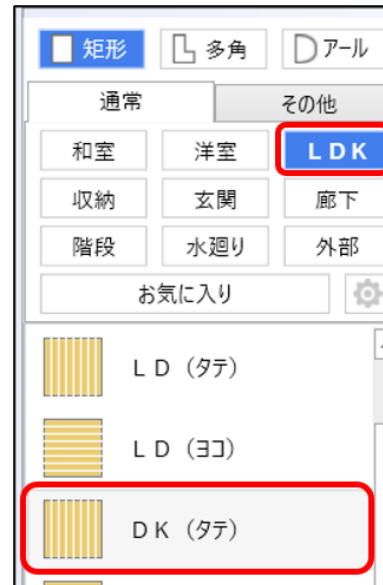 矩形 多角 アール
通常 その他
和室 洋室 LDK
収納 玄関 廊下
階段 水廻り 外部
お気に入り
LD（タテ）
LD（ヨコ）
DK（タテ）